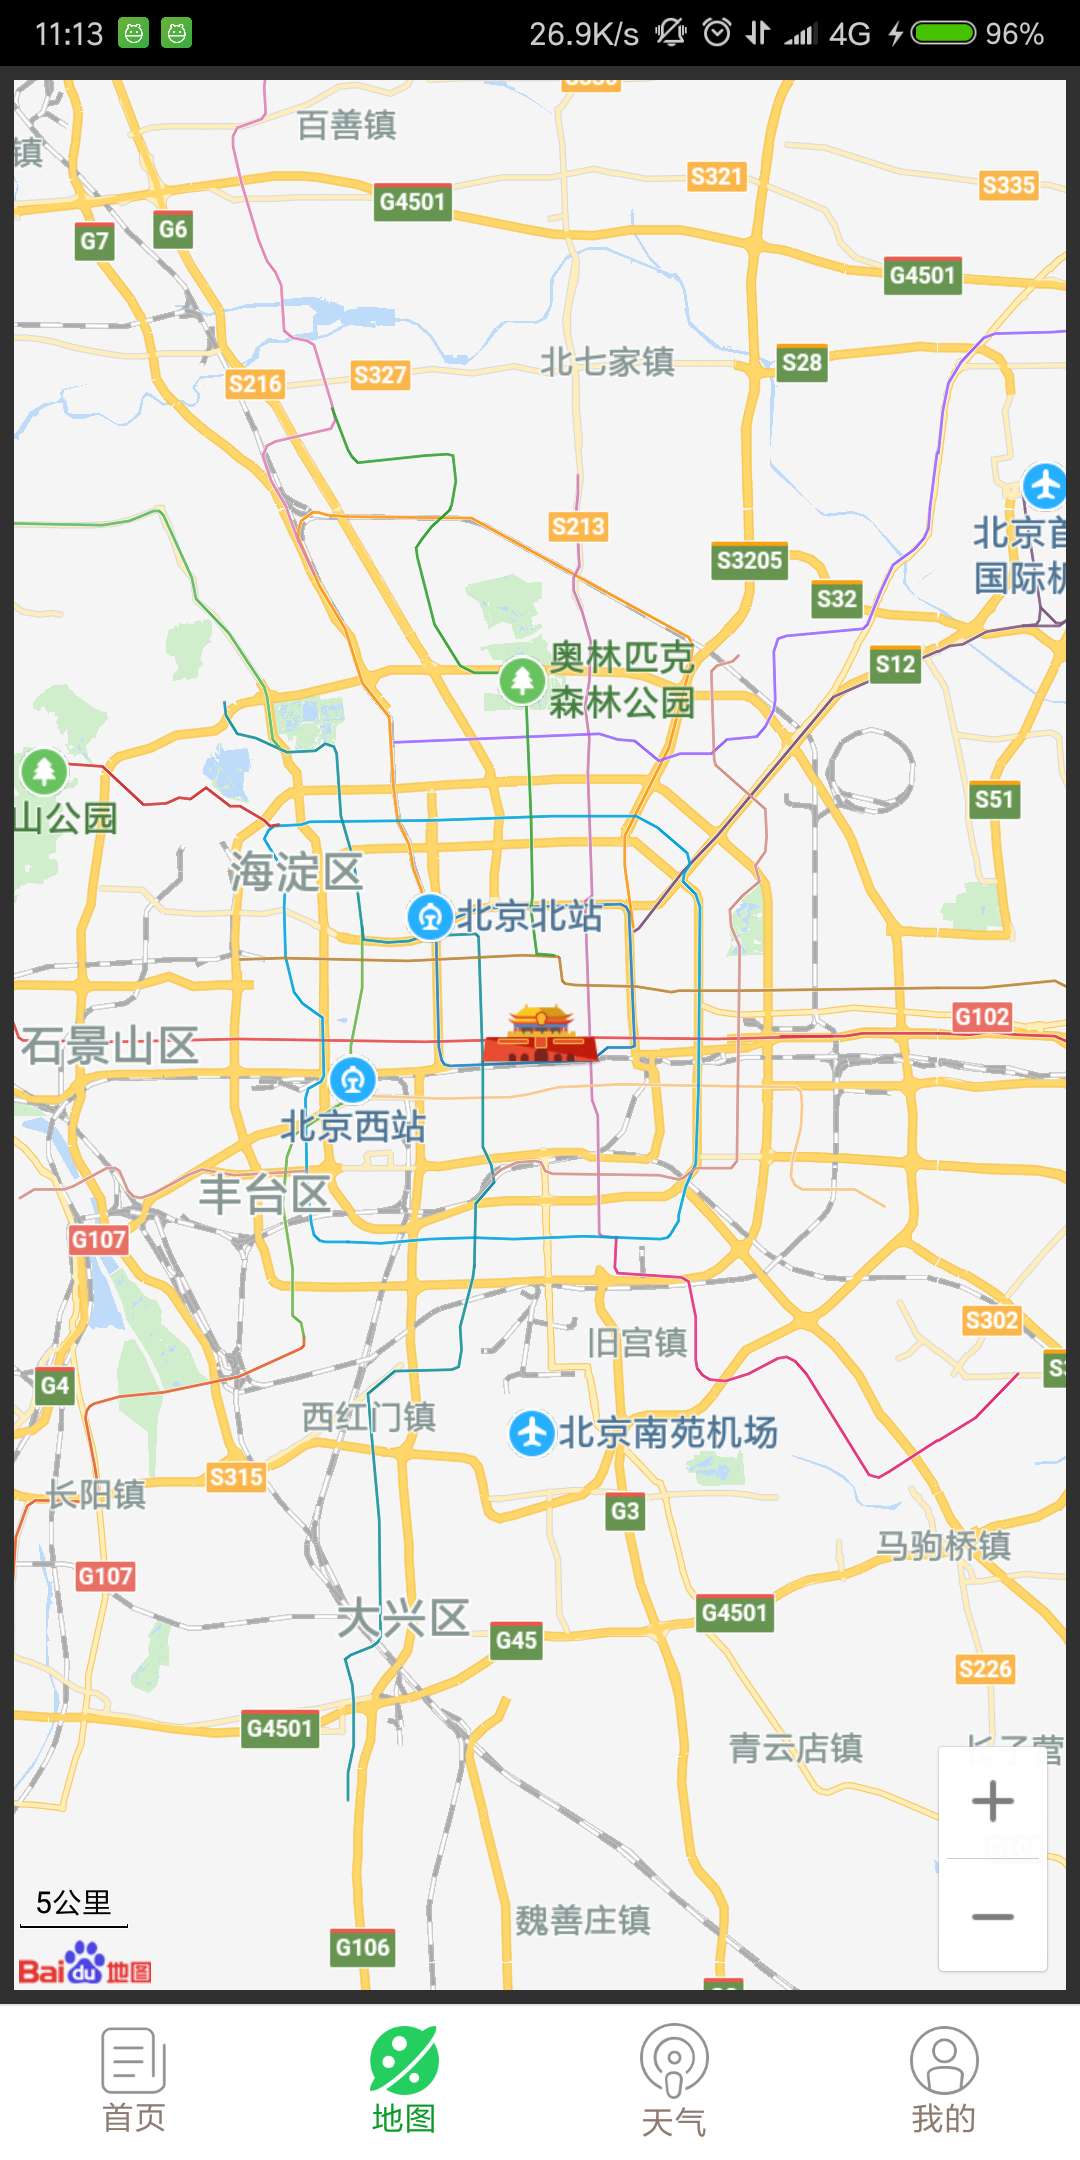 11:13
26.9K/s
4G
96%
百善镇
镇
S321
S335
G4501
G7
G6
G4501
北七家镇
S28
S216
S327
北京首
国际机
S213
S3205
S32
奥林匹克
森林公园
S12
山公园
S51
海淀区
北京北站
G102
石景山区
北京西站
丰台区
G107
S302
旧宫镇
G4
西红门镇
北京南苑机场
S315
长阳镇
G3
马驹桥镇
G107
G4501
大兴区
G45
S226
G4501
青云店镇
5公里
魏善庄镇
G106
Bai du 地图
首页
地图
天气
我的